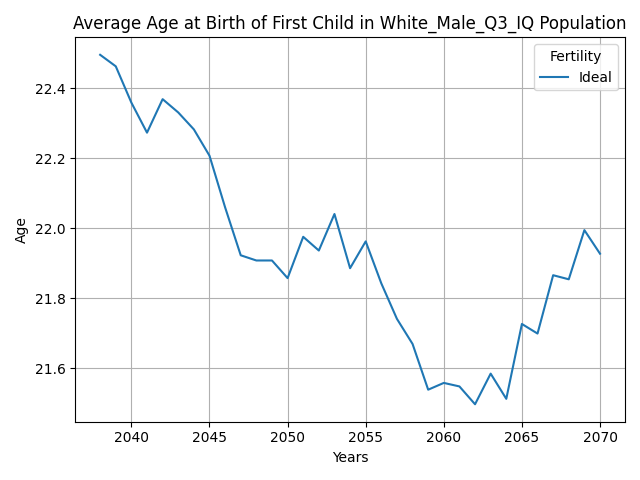 Average Age at Birth of First Child in White_Male_Q3_IQ Population
Fertility
Ideal
Age
22.4
22.2
22.0
21.8
21.6
2040 2045 2050 2055 2060 2065 2070
Years